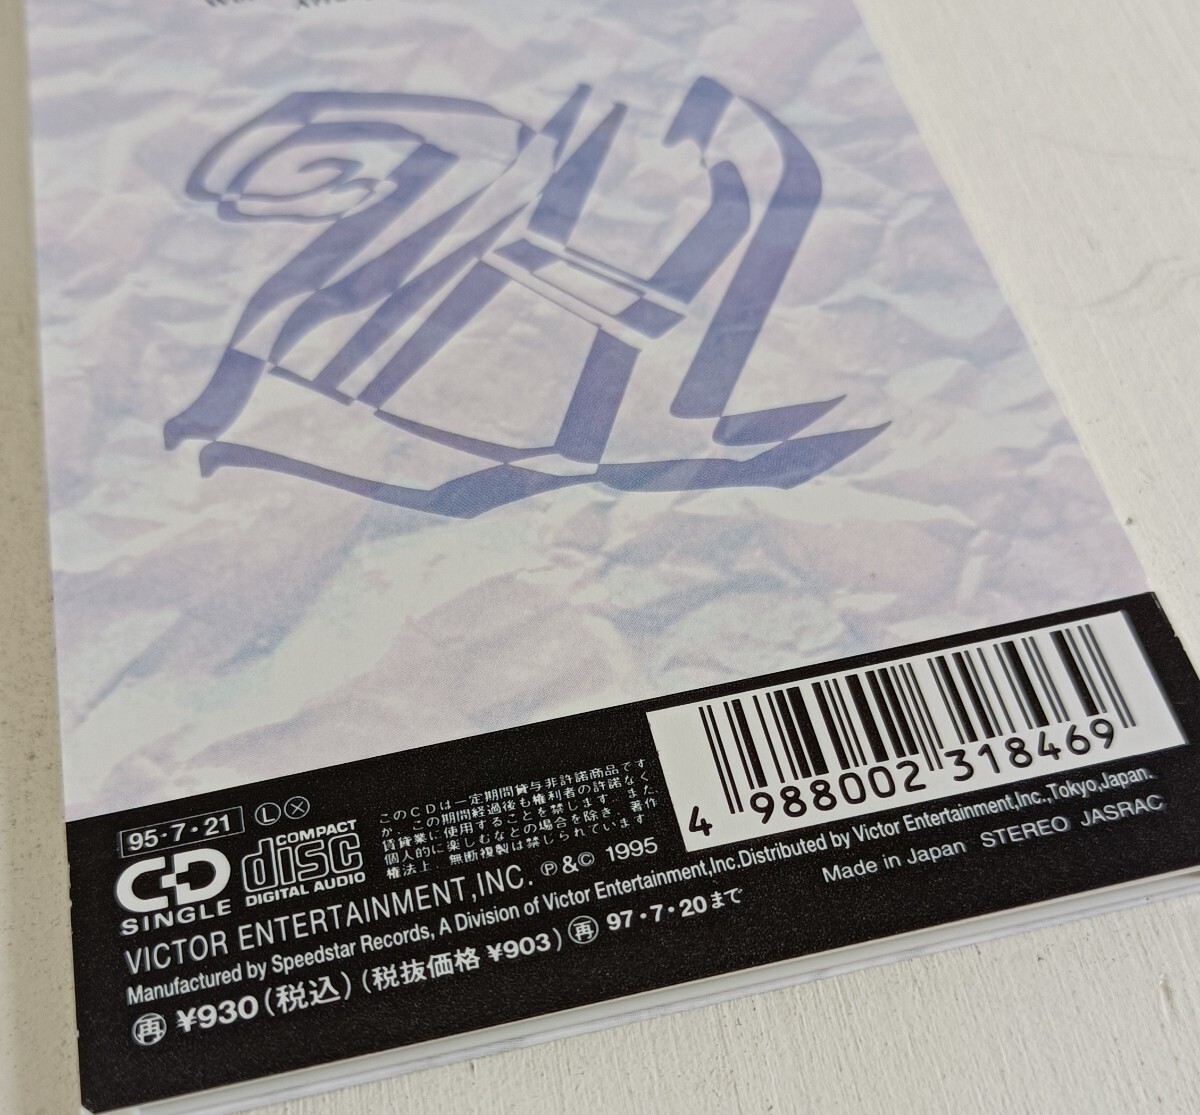 95・7・21 Ⓛ Ⓧ
CD SINGLE
COMPACT disc DIGITAL AUDIO
このCDは一定期間貸与非許諾商品です
が、この期間経過後も権利者の許諾なく
賃貸業に使用することを禁じます。また、
個人的に楽しむなどの場合を除き、著作
権法上、無断複製は禁じられています
VICTOR ENTERTAINMENT,INC. Ⓟ&© 1995
Manufactured by Speedstar Records, A Division of Victor Entertainment,Inc.Distributed by Victor Entertainment,Inc.,Tokyo,Japan.
㊢ ¥930(税込)(税抜価格 ¥903) 再 97・7・20まで
Made in Japan STEREO JASRAC
4 988002 318469